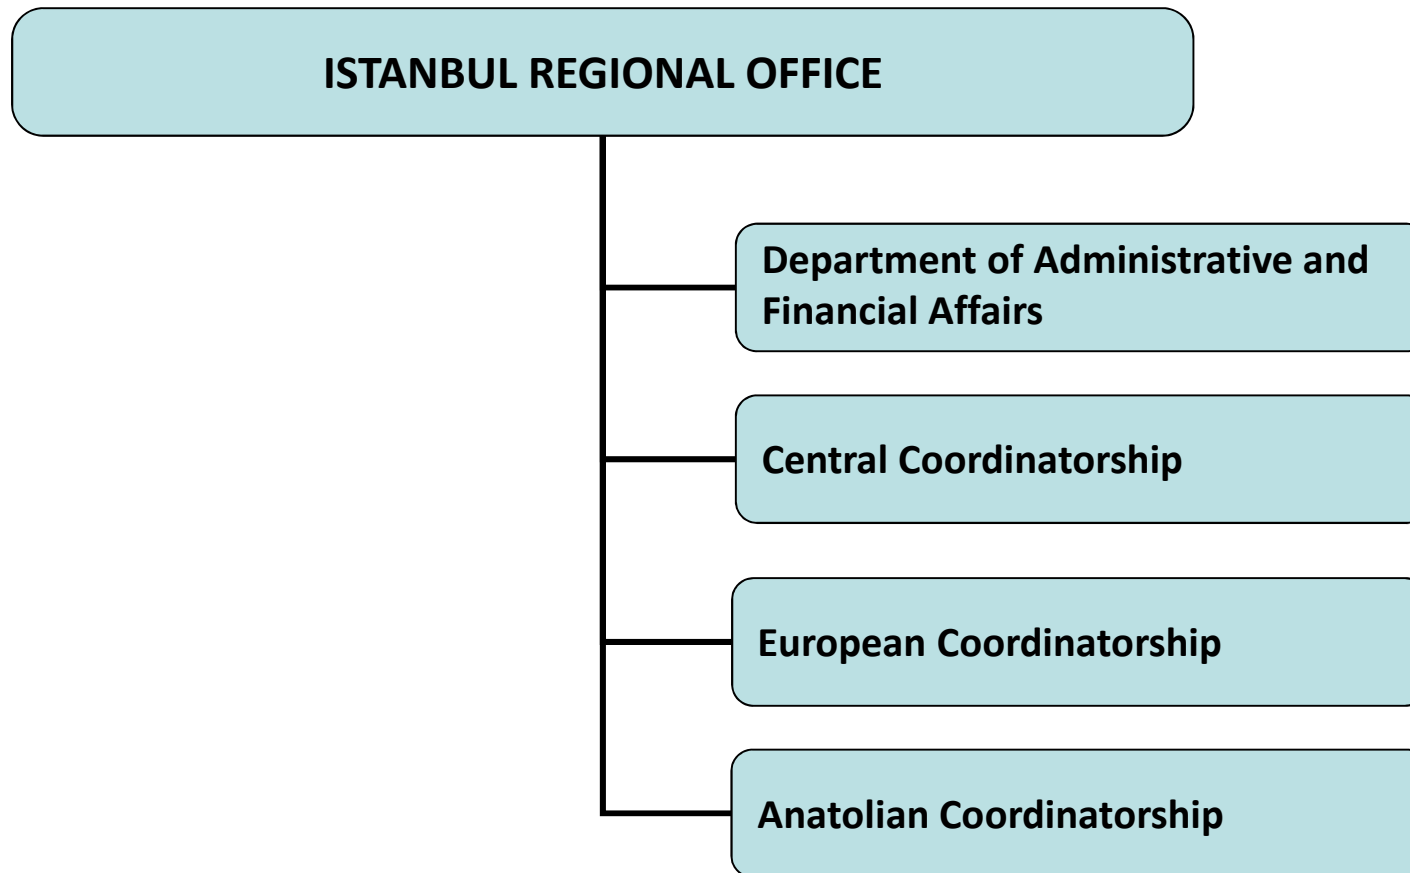 ISTANBUL REGIONAL OFFICE
Department of Administrative and
Financial Affairs
Central Coordinatorship
European Coordinatorship
Anatolian Coordinatorship